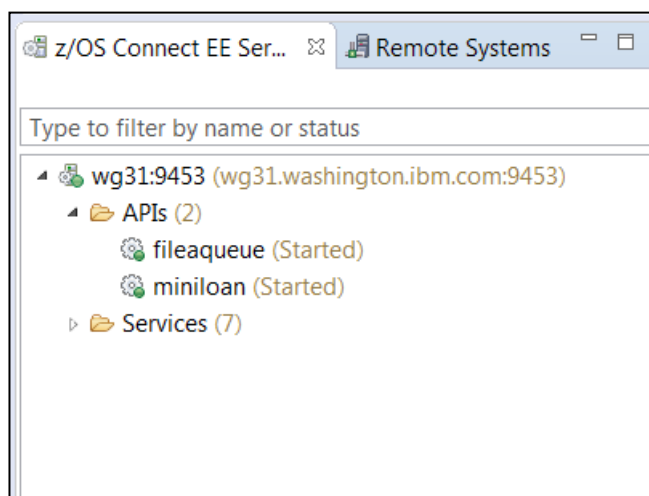 z/OS Connect EE Ser... Remote Systems
Type to filter by name or status
wg31:9453 (wg31.washington.ibm.com:9453)
APIs (2)
fileaqueue (Started)
miniloan (Started)
Services (7)